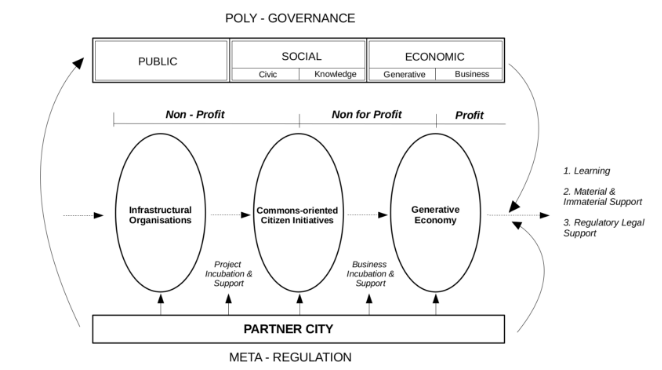 POLY - GOVERNANCE
PUBLIC
SOCIAL
ECONOMIC
Civic
Knowledge
Generative
Business
Non - Profit
Non for Profit
Profit
1. Learning
2. Material &
Immaterial Support
3. Regulatory Legal
Support
Infrastructural
Organisations
Commons-oriented
Citizen Initiatives
Generative
Economy
Project
Incubation &
Support
Business
Incubation &
Support
PARTNER CITY
META - REGULATION